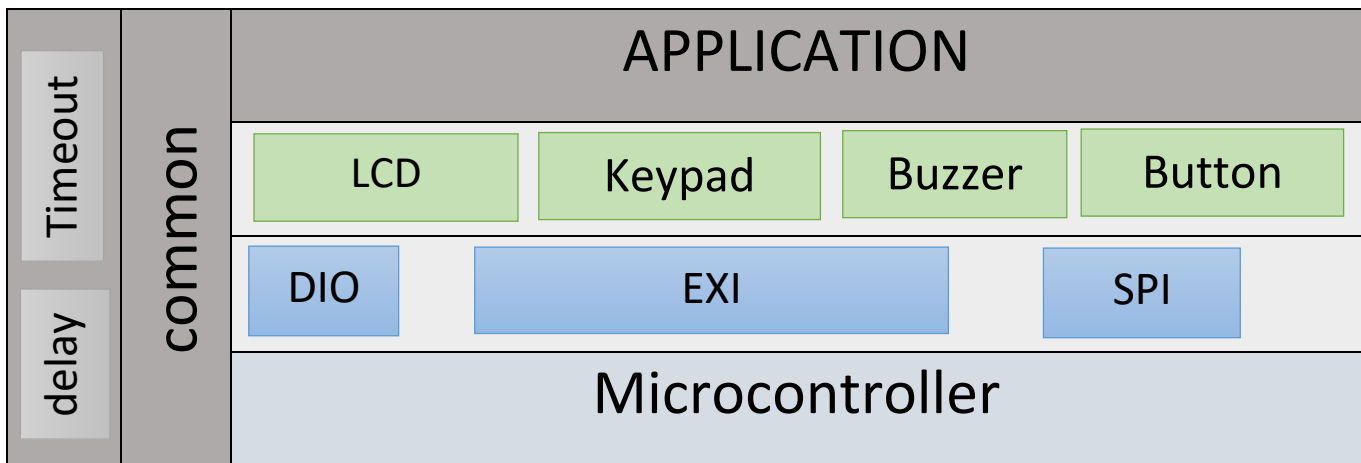 APPLICATION
Timeout
delay
common
LCD
Keypad
Buzzer
Button
DIO
EXI
SPI
Microcontroller